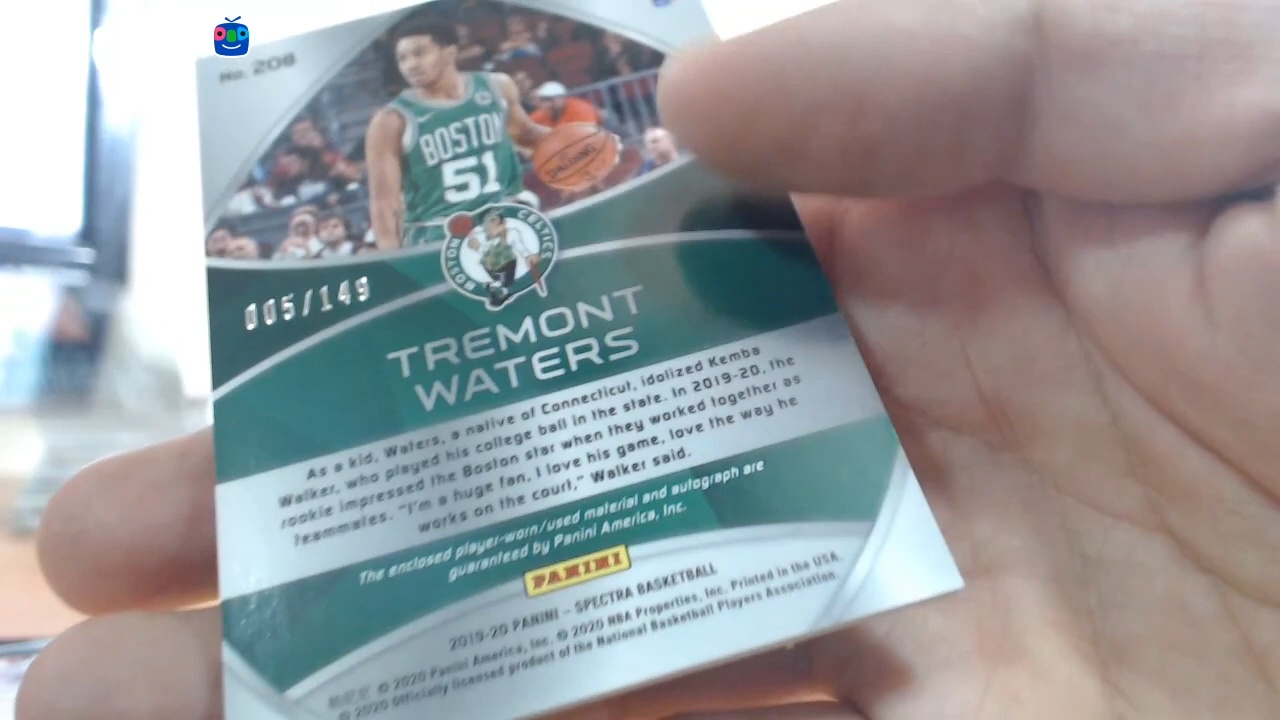 No. 208
BOSTON
51
SPALDING
BOSTON CELTICS
005/149
TREMONT
WATERS
As a kid, Waters, a native of Connecticut, idolized Kemba
Walker, who played his college ball in the state. In 2019-20, the
rookie impressed the Boston star when they worked together as
teammates. "I'm a huge fan. I love his game, love the way he
works on the court," Walker said.
The enclosed player-worn/used material and autograph are
guaranteed by Panini America, Inc.
PANINI
2019-20 PANINI – SPECTRA BASKETBALL
© 2020 Panini America, Inc. © 2020 NBA Properties, Inc. Printed in the USA.
© 2020 Officially licensed product of the National Basketball Players Association.